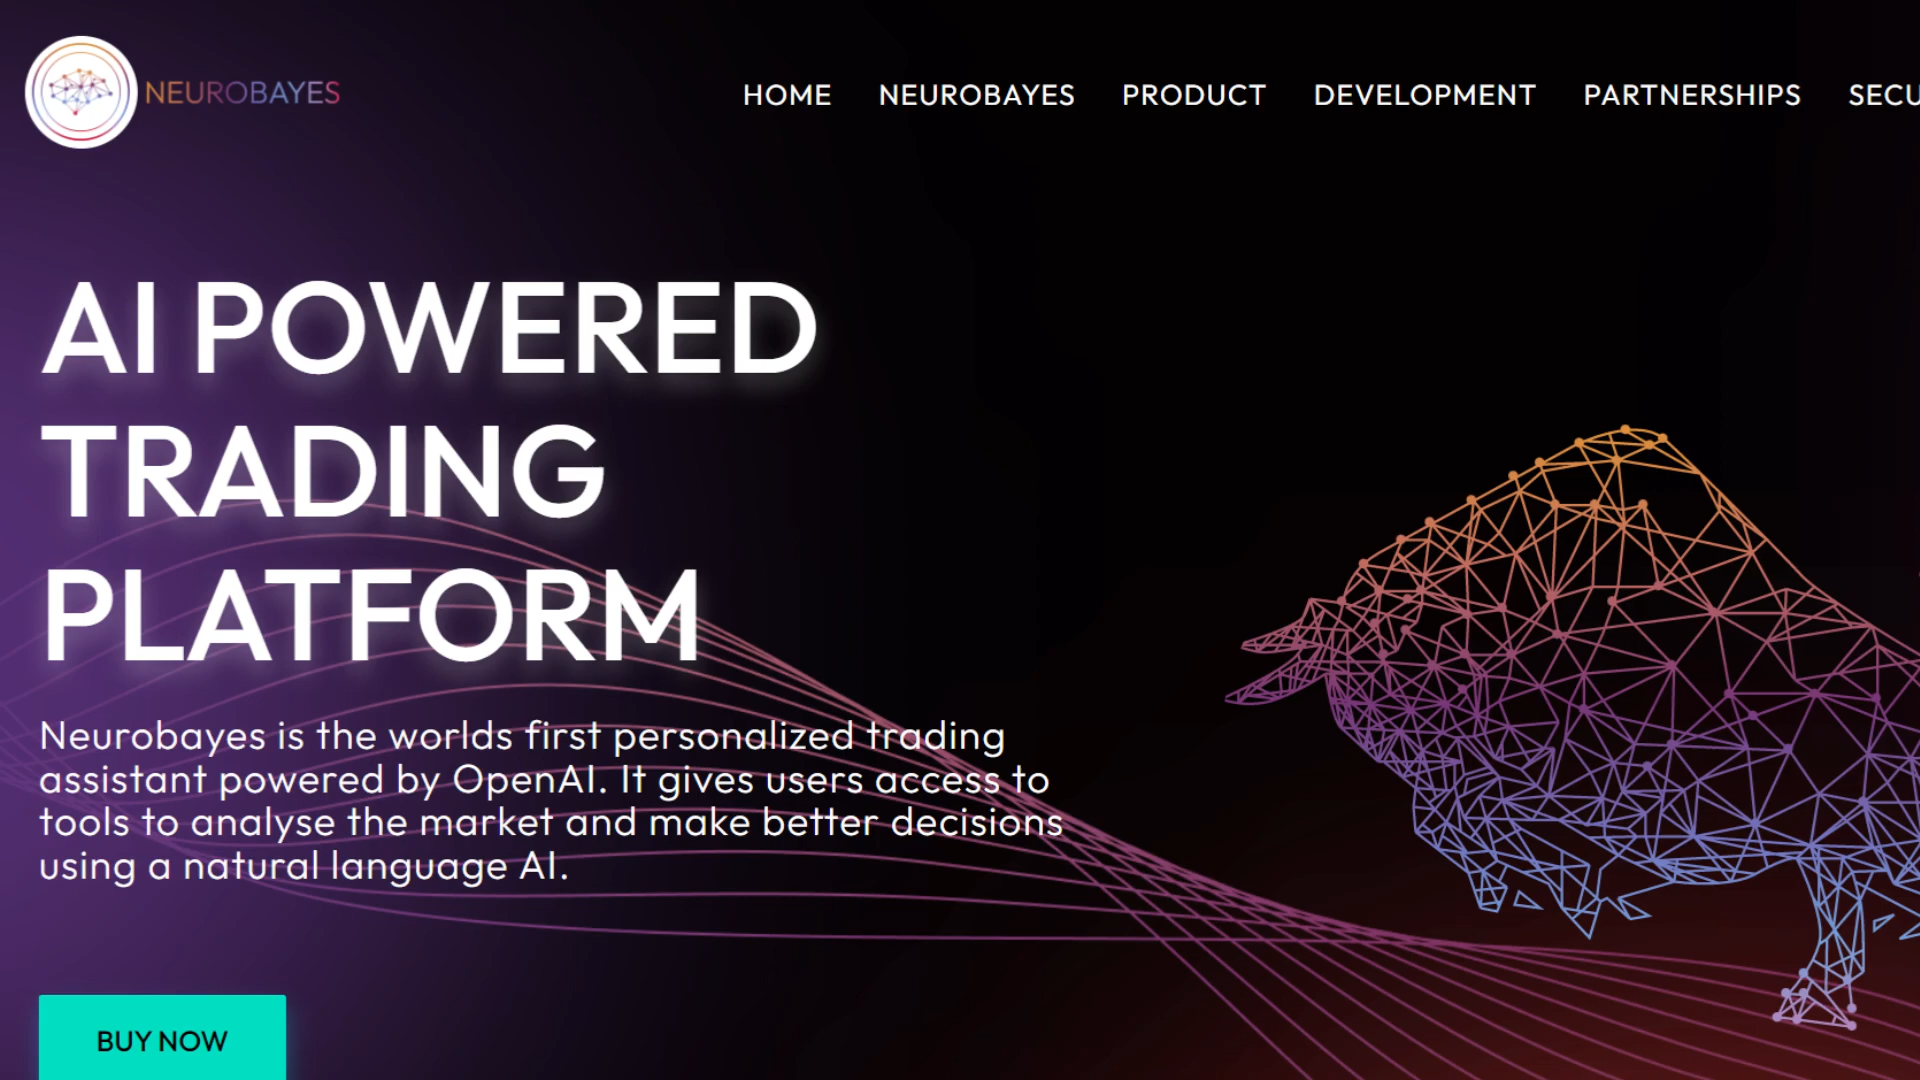 NEUROBAYES
HOME NEUROBAYES PRODUCT DEVELOPMENT PARTNERSHIPS SECU
AI POWERED
TRADING
PLATFORM
Neurobayes is the worlds first personalized trading
assistant powered by OpenAI. It gives users access to
tools to analyse the market and make better decisions
using a natural language AI.
BUY NOW